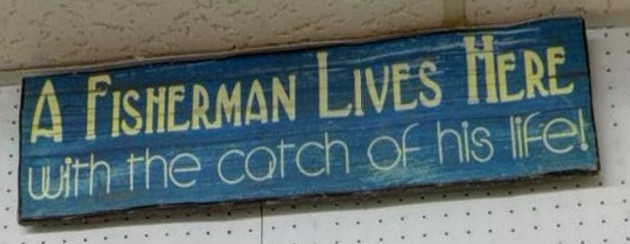 A FISHERMAN LIVES HERE
with the catch of his life!